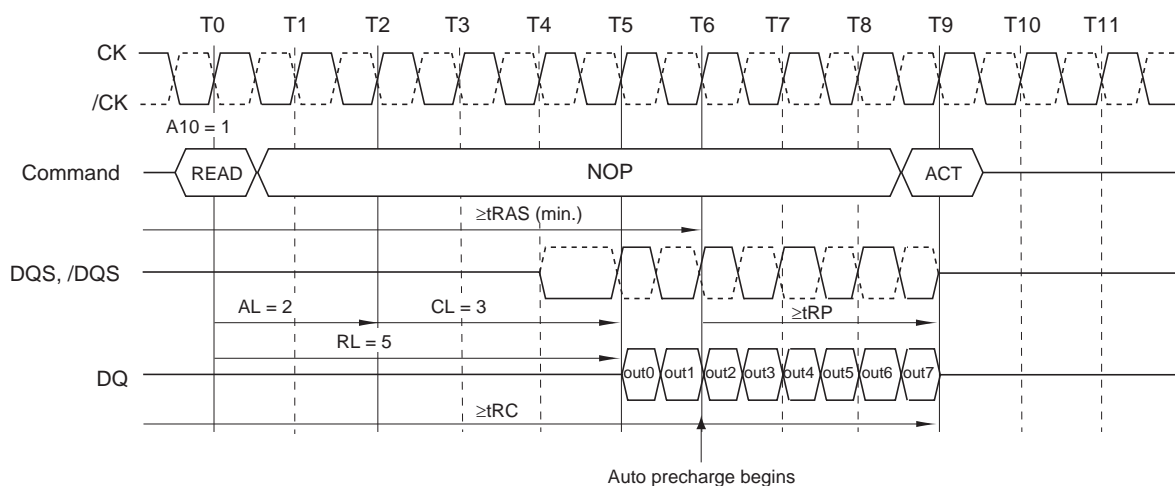 T0 T1 T2 T3 T4 T5 T6 T7 T8 T9 T10 T11
CK
/CK
A10 = 1
Command READ NOP ACT
≥tRAS (min.)
DQS, /DQS
AL = 2 CL = 3 ≥tRP
RL = 5
DQ out0 out1 out2 out3 out4 out5 out6 out7
≥tRC
Auto precharge begins